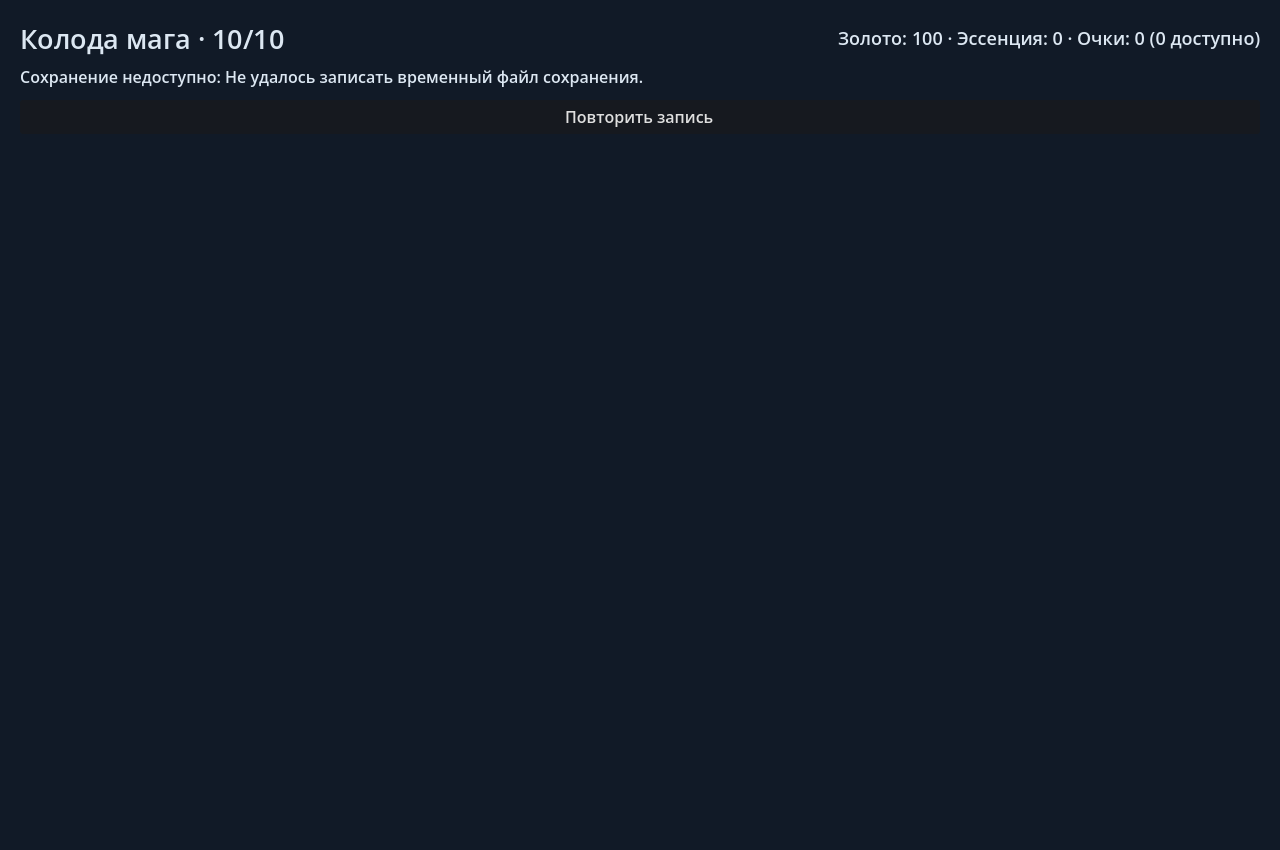 Колода мага · 10/10
Золото: 100 · Эссенция: 0 · Очки: 0 (0 доступно)
Сохранение недоступно: Не удалось записать временный файл сохранения.
Повторить запись